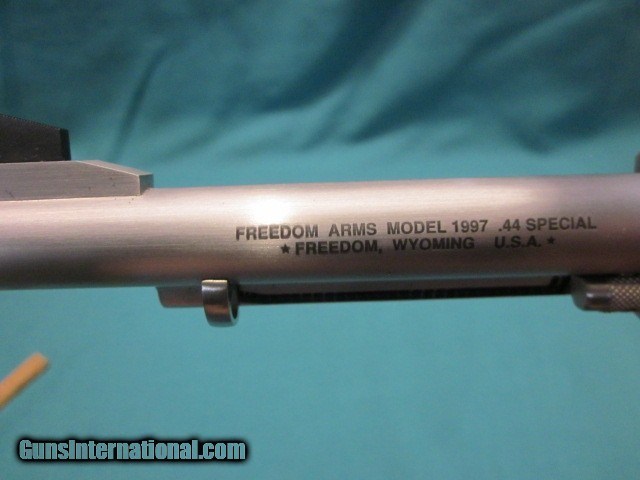 FREEDOM ARMS MODEL 1997 .44 SPECIAL
★ FREEDOM, WYOMING U.S.A. ★
GunsInternational.com